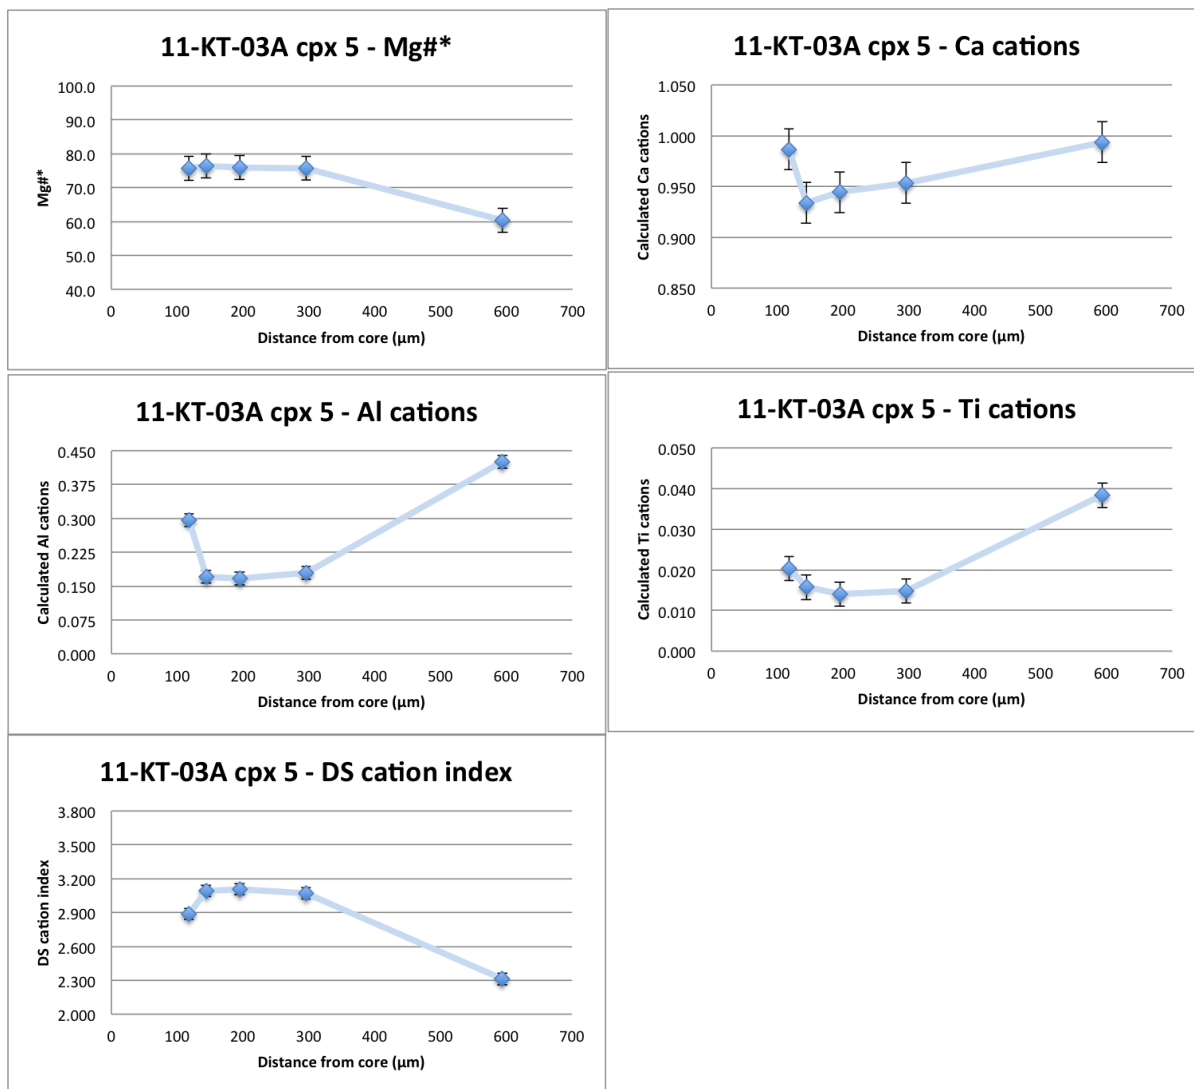 11-KT-03A cpx 5 - Mg#*
100.0
90.0
80.0
70.0
60.0
50.0
40.0
Mg#*
0 100 200 300 400 500 600 700
Distance from core (µm)
11-KT-03A cpx 5 - Ca cations
1.050
1.000
0.950
0.900
0.850
Calculated Ca cations
0 100 200 300 400 500 600 700
Distance from core (µm)
11-KT-03A cpx 5 - Al cations
0.450
0.375
0.300
0.225
0.150
0.075
0.000
Calculated Al cations
0 100 200 300 400 500 600 700
Distance from core (µm)
11-KT-03A cpx 5 - Ti cations
0.050
0.040
0.030
0.020
0.010
0.000
Calculated Ti cations
0 100 200 300 400 500 600 700
Distance from core (µm)
11-KT-03A cpx 5 - DS cation index
3.800
3.500
3.200
2.900
2.600
2.300
2.000
DS cation index
0 100 200 300 400 500 600 700
Distance from core (µm)